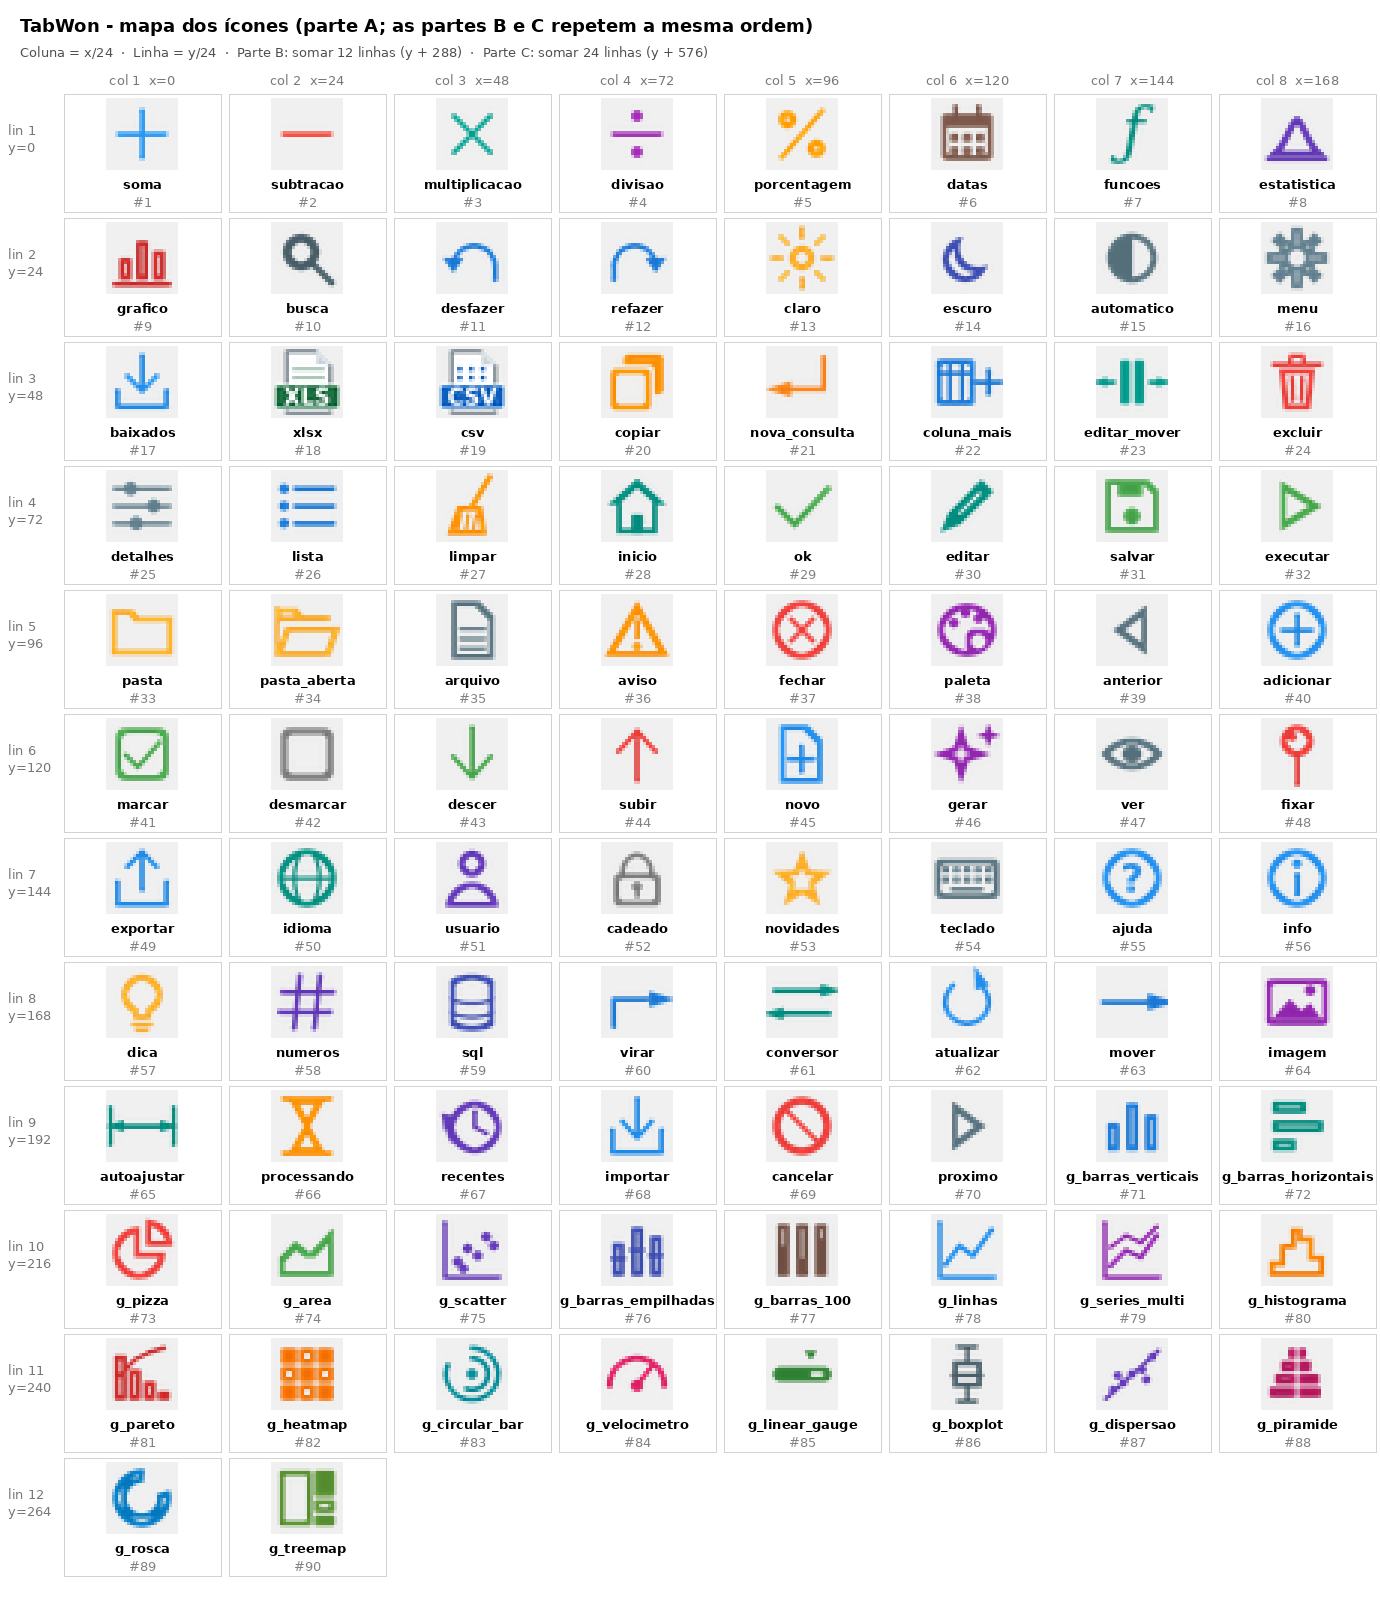 TabWon - mapa dos ícones (parte A; as partes B e C repetem a mesma ordem)
Coluna = x/24 · Linha = y/24 · Parte B: somar 12 linhas (y + 288) · Parte C: somar 24 linhas (y + 576)
col 1 x=0 col 2 x=24 col 3 x=48 col 4 x=72 col 5 x=96 col 6 x=120 col 7 x=144 col 8 x=168
lin 1
y=0
soma subtracao multiplicacao divisao porcentagem datas funcoes estatistica
#1 #2 #3 #4 #5 #6 #7 #8
lin 2
y=24
grafico busca desfazer refazer claro escuro automatico menu
#9 #10 #11 #12 #13 #14 #15 #16
lin 3
y=48
XLS CSV
baixados xlsx csv copiar nova_consulta coluna_mais editar_mover excluir
#17 #18 #19 #20 #21 #22 #23 #24
lin 4
y=72
detalhes lista limpar inicio ok editar salvar executar
#25 #26 #27 #28 #29 #30 #31 #32
lin 5
y=96
pasta pasta_aberta arquivo aviso fechar paleta anterior adicionar
#33 #34 #35 #36 #37 #38 #39 #40
lin 6
y=120
marcar desmarcar descer subir novo gerar ver fixar
#41 #42 #43 #44 #45 #46 #47 #48
lin 7
y=144
exportar idioma usuario cadeado novidades teclado ajuda info
#49 #50 #51 #52 #53 #54 #55 #56
lin 8
y=168
dica numeros sql virar conversor atualizar mover imagem
#57 #58 #59 #60 #61 #62 #63 #64
lin 9
y=192
autoajustar processando recentes importar cancelar proximo g_barras_verticais g_barras_horizontais
#65 #66 #67 #68 #69 #70 #71 #72
lin 10
y=216
g_pizza g_area g_scatter g_barras_empilhadas g_barras_100 g_linhas g_series_multi g_histograma
#73 #74 #75 #76 #77 #78 #79 #80
lin 11
y=240
g_pareto g_heatmap g_circular_bar g_velocimetro g_linear_gauge g_boxplot g_dispersao g_piramide
#81 #82 #83 #84 #85 #86 #87 #88
lin 12
y=264
g_rosca g_treemap
#89 #90